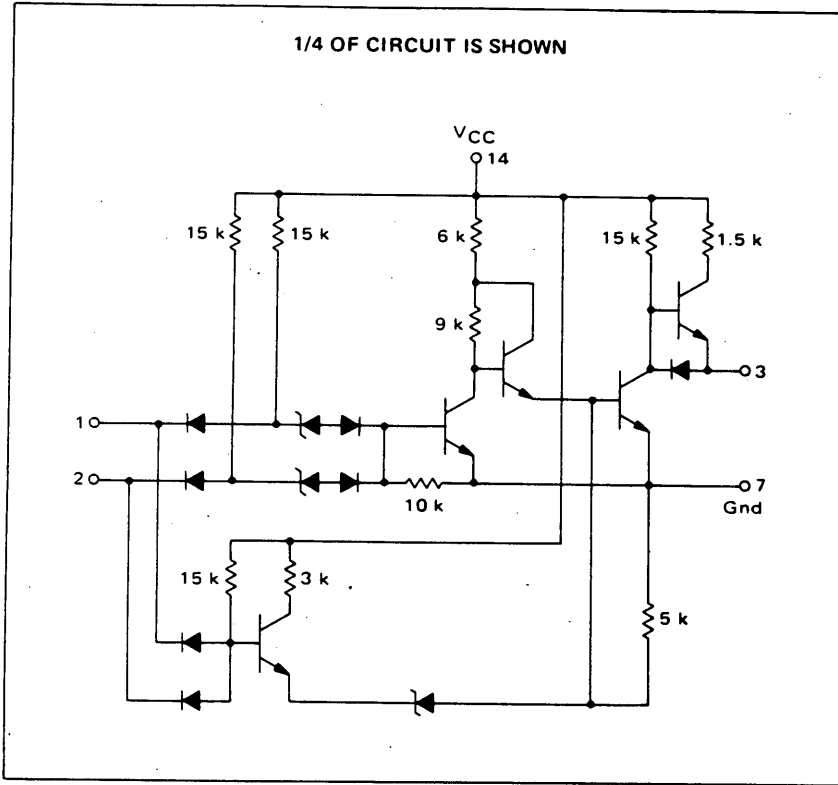 1/4 OF CIRCUIT IS SHOWN
VCC
14
15 k
15 k
6 k
15 k
1.5 k
9 k
3
1
2
10 k
7
Gnd
15 k
3 k
5 k